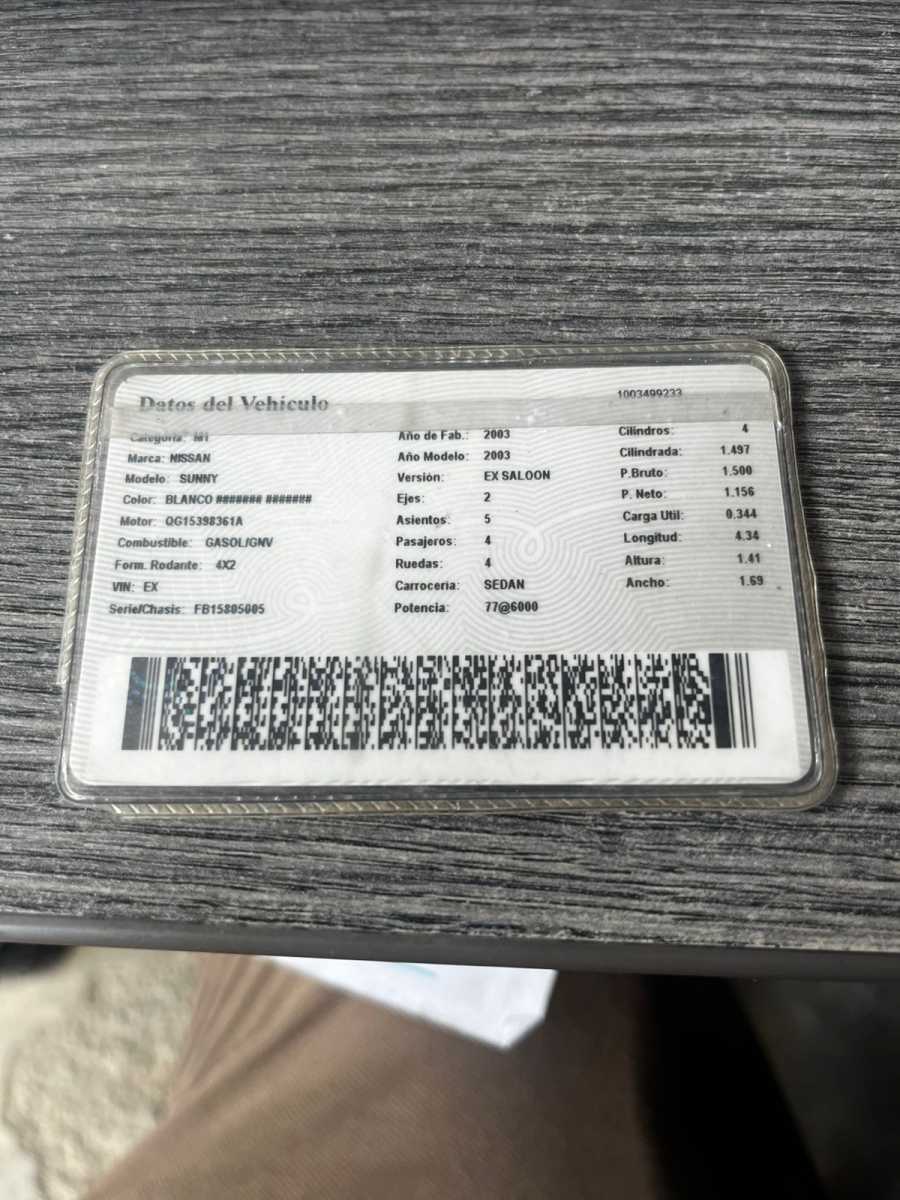 Datos del Vehículo
1003499233
Categoría: M1
Marca: NISSAN
Modelo: SUNNY
Color: BLANCO ####### #######
Motor: QG15398361A
Combustible: GASOL/GNV
Form. Rodante: 4X2
VIN: EX
Serie/Chasis: FB15805005
Año de Fab.: 2003
Año Modelo: 2003
Versión: EX SALOON
Ejes: 2
Asientos: 5
Pasajeros: 4
Ruedas: 4
Carrocería: SEDAN
Potencia: 77@6000
Cilindros: 4
Cilindrada: 1.497
P.Bruto: 1.500
P. Neto: 1.156
Carga Util: 0.344
Longitud: 4.34
Altura: 1.41
Ancho: 1.69